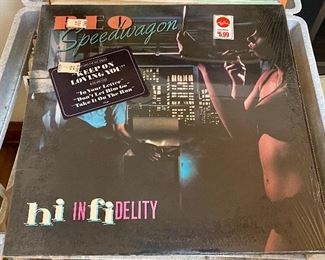 REO
Speedwagon
"KEEP ON
LOVING YOU"
"In Your Letter"
"Don't Let Him Go"
"Take It On The Run"
5.99
hi INFIDELITY